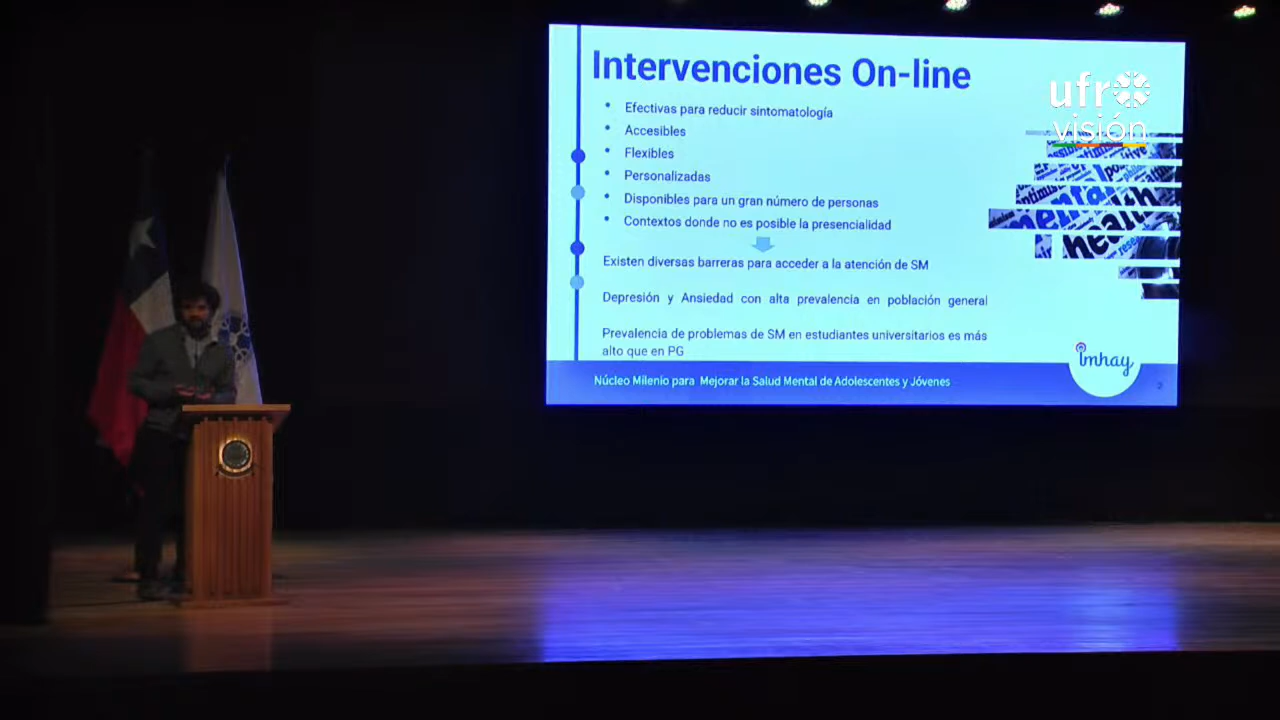 Intervenciones On-line
ufro
visión
• Efectivas para reducir sintomatología
• Accesibles
• Flexibles
• Personalizadas
• Disponibles para un gran número de personas
• Contextos donde no es posible la presencialidad
Existen diversas barreras para acceder a la atención de SM
Depresión y Ansiedad con alta prevalencia en población general
Prevalencia de problemas de SM en estudiantes universitarios es más
alto que en PG
mental
health
imhay
Núcleo Milenio para Mejorar la Salud Mental de Adolescentes y Jóvenes
2